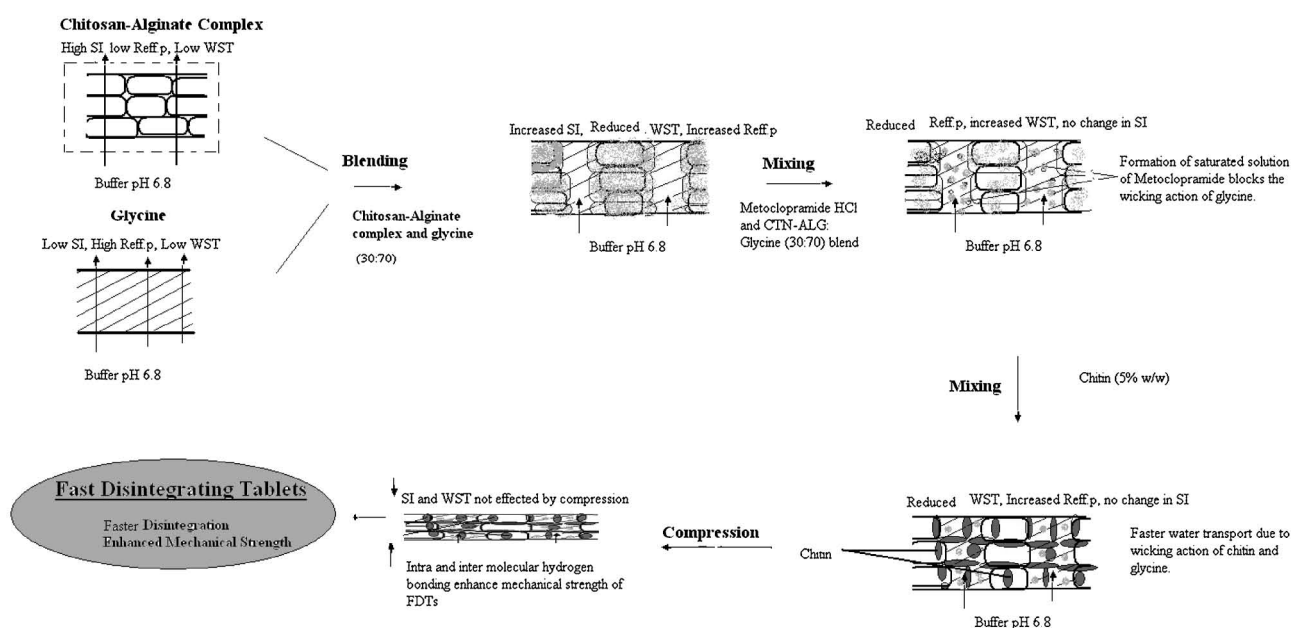 Chitosan-Alginate Complex
High SI, low Reff.p, Low WST
Buffer pH 6.8
Glycine
Low SI, High Reff.p, Low WST
Buffer pH 6.8
Blending
Chitosan-Alginate
complex and glycine
(30:70)
Increased SI, Reduced . WST, Increased Reff.p
Buffer pH 6.8
Mixing
Metoclopramide HCl
and CTN-ALG:
Glycine (30:70) blend
Reduced Reff.p, increased WST, no change in SI
Buffer pH 6.8
Formation of saturated solution
of Metoclopramide blocks the
wicking action of glycine.
Mixing
Chitin (5% w/w)
Reduced WST, Increased Reff.p, no change in SI
Chitin
Buffer pH 6.8
Faster water transport due to
wicking action of chitin and
glycine.
Compression
SI and WST not effected by compression
Intra and inter molecular hydrogen
bonding enhance mechanical strength of
FDTs
Fast Disintegrating Tablets
Faster Disintegration
Enhanced Mechanical Strength